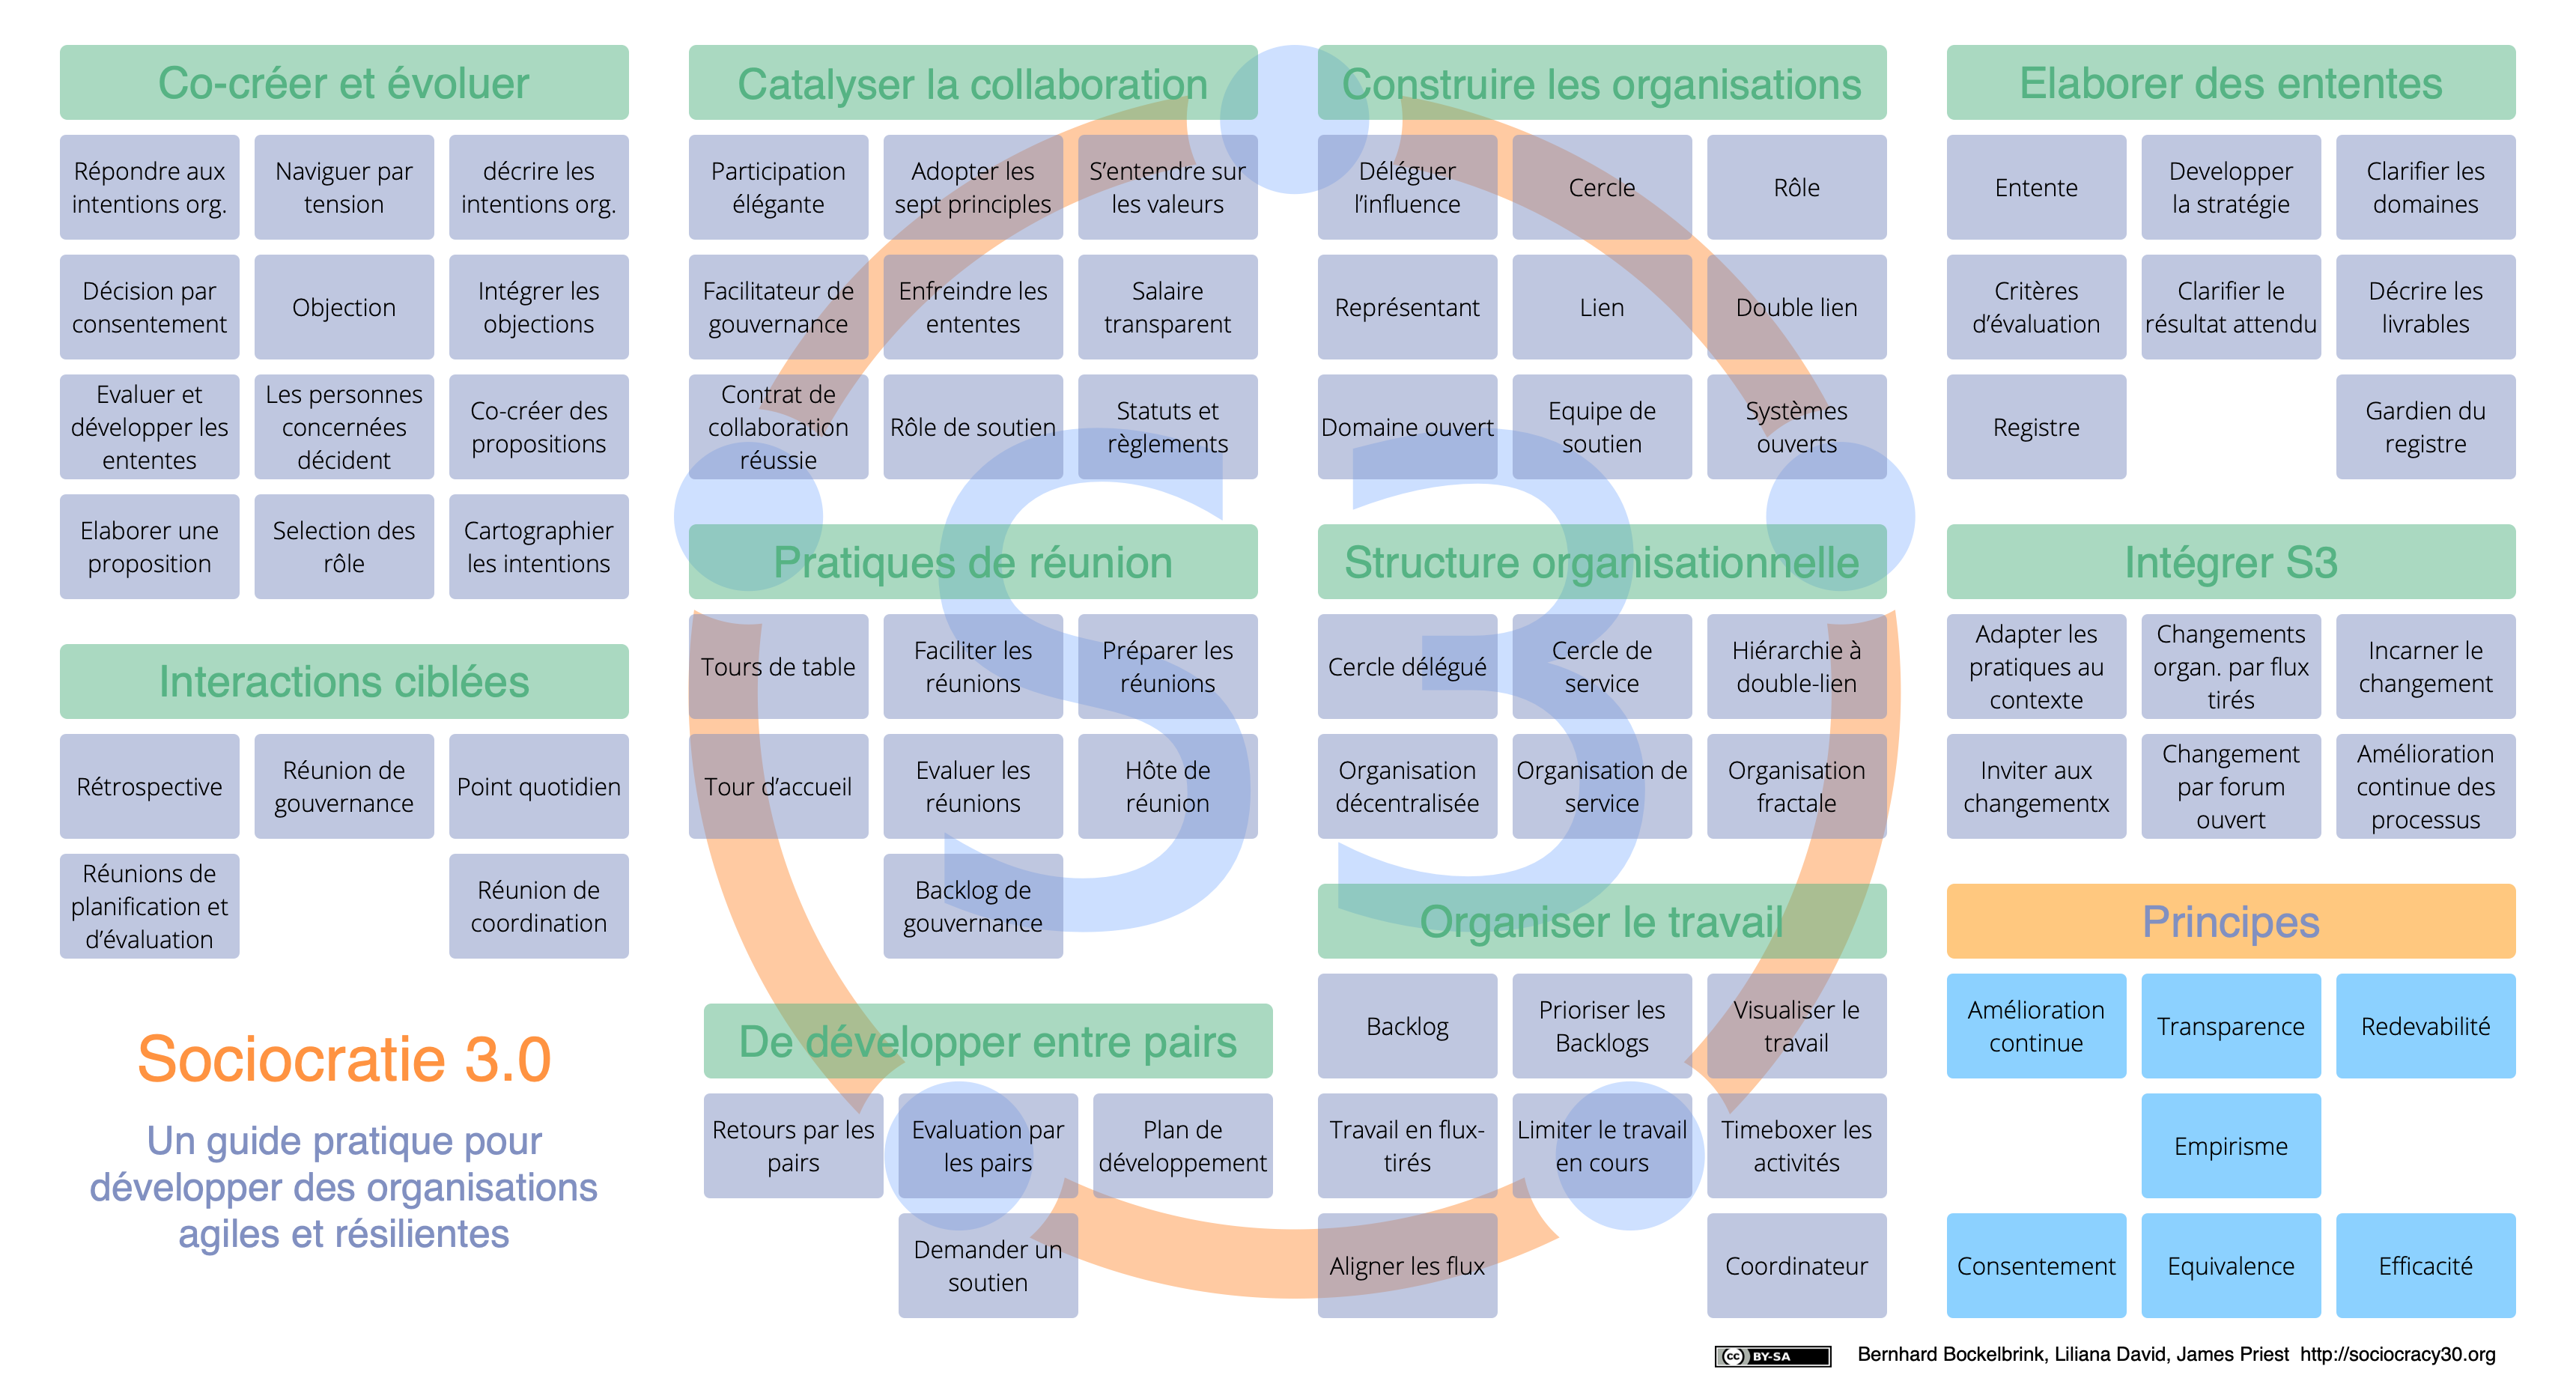 Co-créer et évoluer
Répondre aux
intentions org.
Naviguer par
tension
décrire les
intentions org.
Décision par
consentement
Objection
Intégrer les
objections
Evaluer et
développer les
ententes
Les personnes
concernées
décident
Co-créer des
propositions
Elaborer une
proposition
Selection des
rôle
Cartographier
les intentions
Interactions ciblées
Rétrospective
Réunion de
gouvernance
Point quotidien
Réunions de
planification et
d’évaluation
Réunion de
coordination
Sociocratie 3.0
Un guide pratique pour
développer des organisations
agiles et résilientes
Catalyser la collaboration
Participation
élégante
Adopter les
sept principles
S’entendre sur
les valeurs
Facilitateur de
gouvernance
Enfreindre les
ententes
Salaire
transparent
Contrat de
collaboration
réussie
Rôle de soutien
Statuts et
règlements
Pratiques de réunion
Tours de table
Faciliter les
réunions
Préparer les
réunions
Tour d’accueil
Evaluer les
réunions
Hôte de
réunion
Backlog de
gouvernance
De développer entre pairs
Retours par les
pairs
Evaluation par
les pairs
Plan de
développement
Demander un
soutien
Construire les organisations
Déléguer
l’influence
Cercle
Rôle
Représentant
Lien
Double lien
Domaine ouvert
Equipe de
soutien
Systèmes
ouverts
Structure organisationnelle
Cercle délégué
Cercle de
service
Hiérarchie à
double-lien
Organisation
décentralisée
Organisation de
service
Organisation
fractale
Organiser le travail
Backlog
Prioriser les
Backlogs
Visualiser le
travail
Travail en flux-
tirés
Limiter le travail
en cours
Timeboxer les
activités
Aligner les flux
Coordinateur
Elaborer des ententes
Entente
Developper
la stratégie
Clarifier les
domaines
Critères
d’évaluation
Clarifier le
résultat attendu
Décrire les
livrables
Registre
Gardien du
registre
Intégrer S3
Adapter les
pratiques au
contexte
Changements
organ. par flux
tirés
Incarner le
changement
Inviter aux
changementx
Changement
par forum
ouvert
Amélioration
continue des
processus
Principes
Amélioration
continue
Transparence
Redevabilité
Empirisme
Consentement
Equivalence
Efficacité
S3
cc BY-SA
Bernhard Bockelbrink, Liliana David, James Priest http://sociocracy30.org